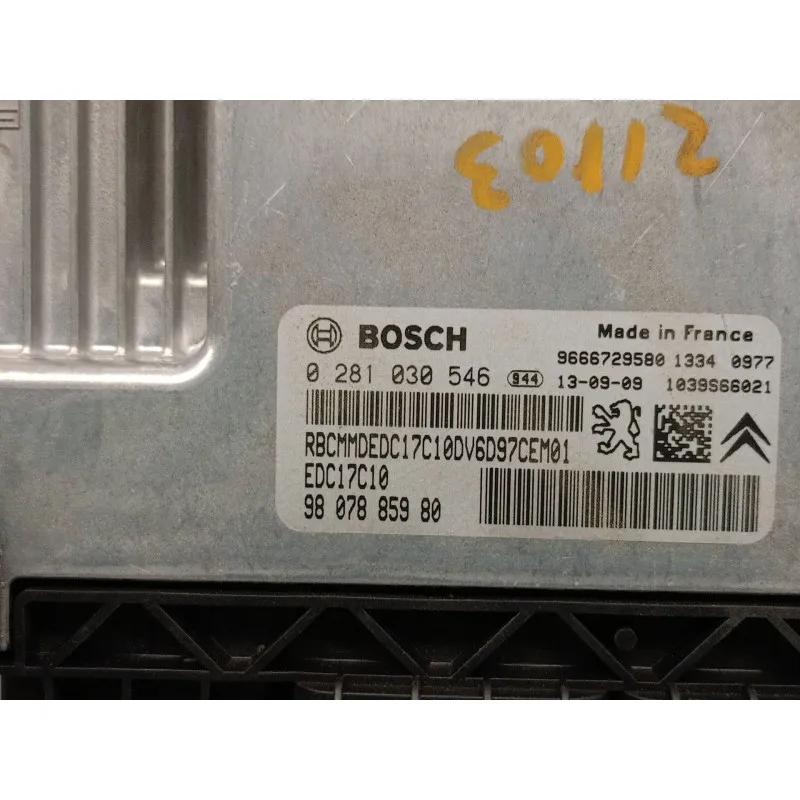 21103
BOSCH
Made in France
9666729580 1334 0977
0 281 030 546 944 13-09-09 1039S66021
RBCMMDEDC17C10DV6D97CEM01
EDC17C10
98 078 859 80